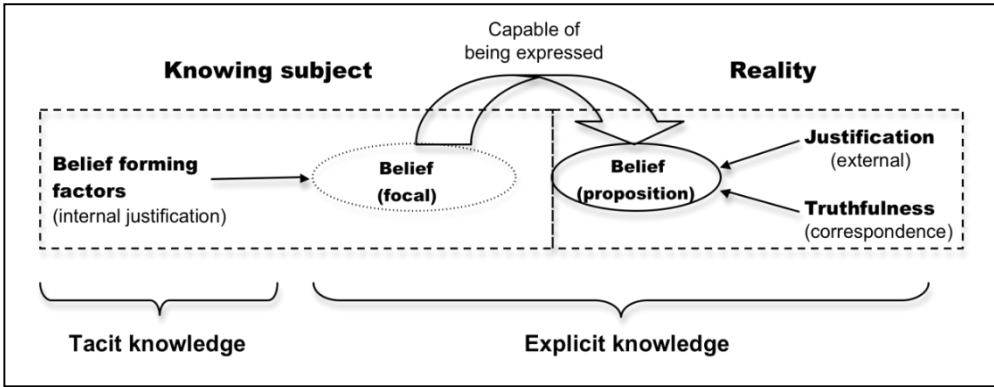 Capable of
being expressed
Knowing subject
Reality
Belief forming
factors
(internal justification)
Belief
(focal)
Belief
(proposition)
Justification
(external)
Truthfulness
(correspondence)
Tacit knowledge
Explicit knowledge